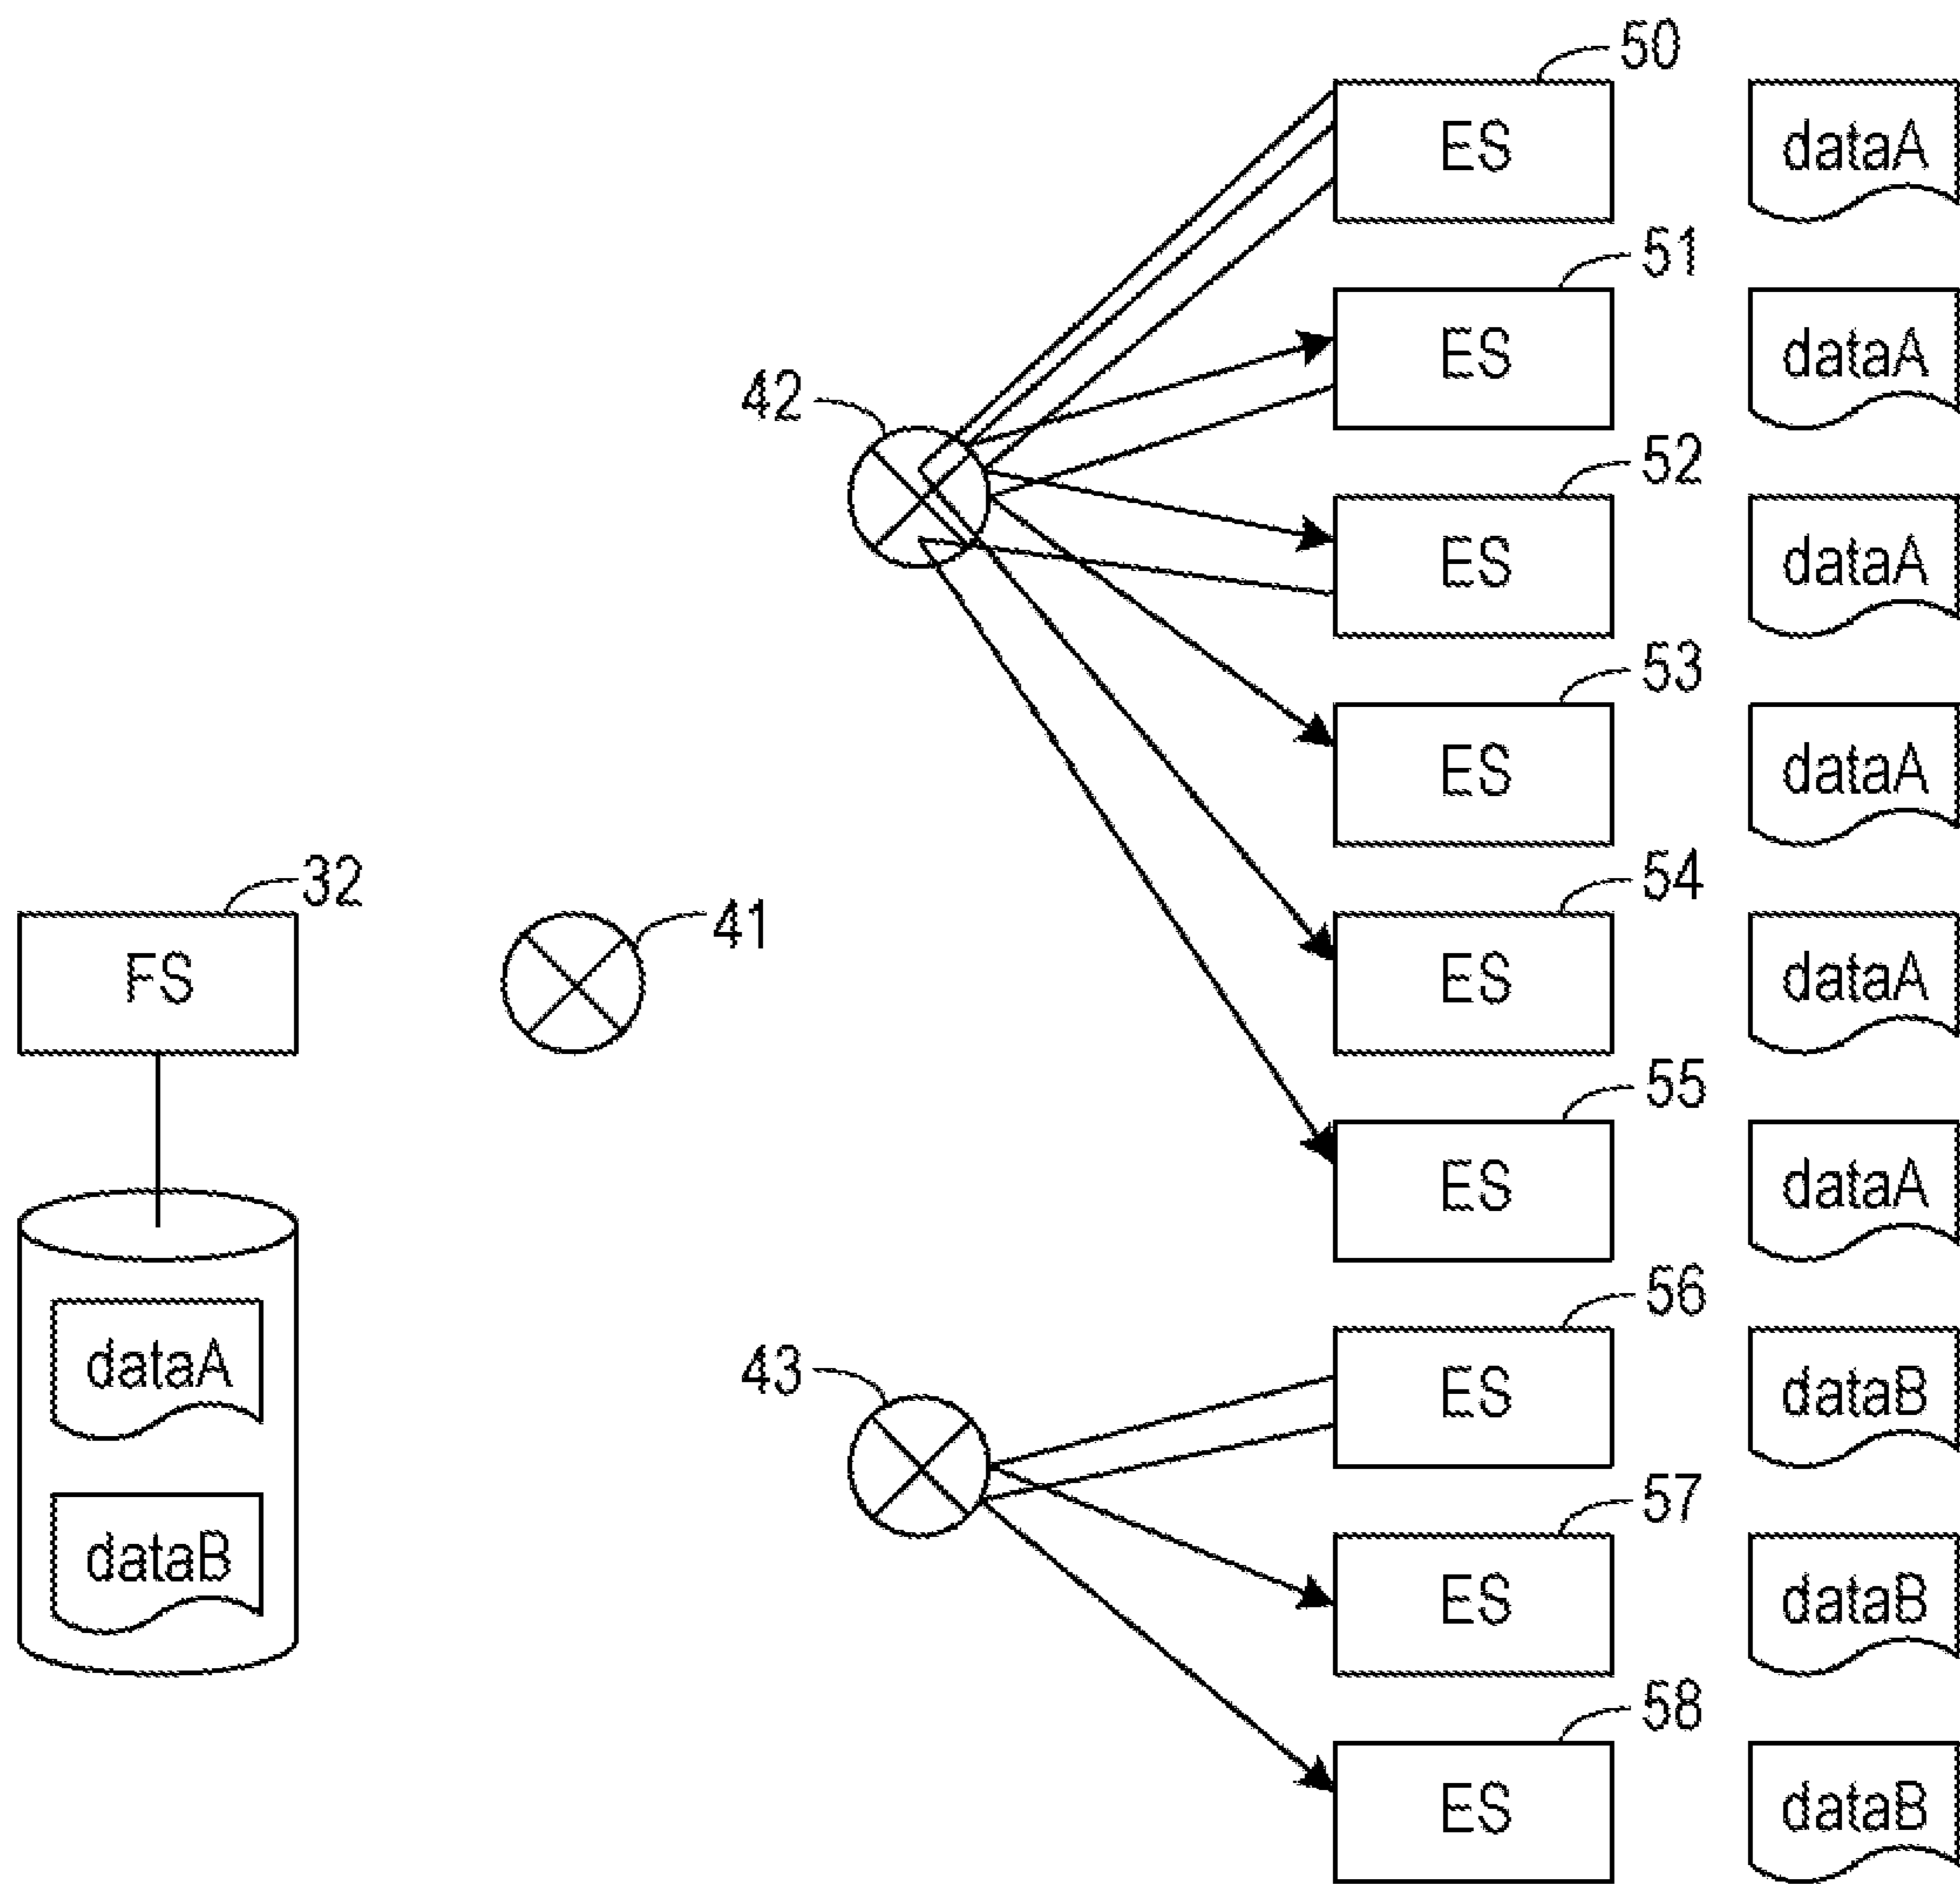 50
ES
dataA
51
ES
dataA
42
52
ES
dataA
53
ES
dataA
32
FS
41
54
ES
dataA
55
ES
dataA
dataA
43
56
ES
dataB
dataB
57
ES
dataB
58
ES
dataB